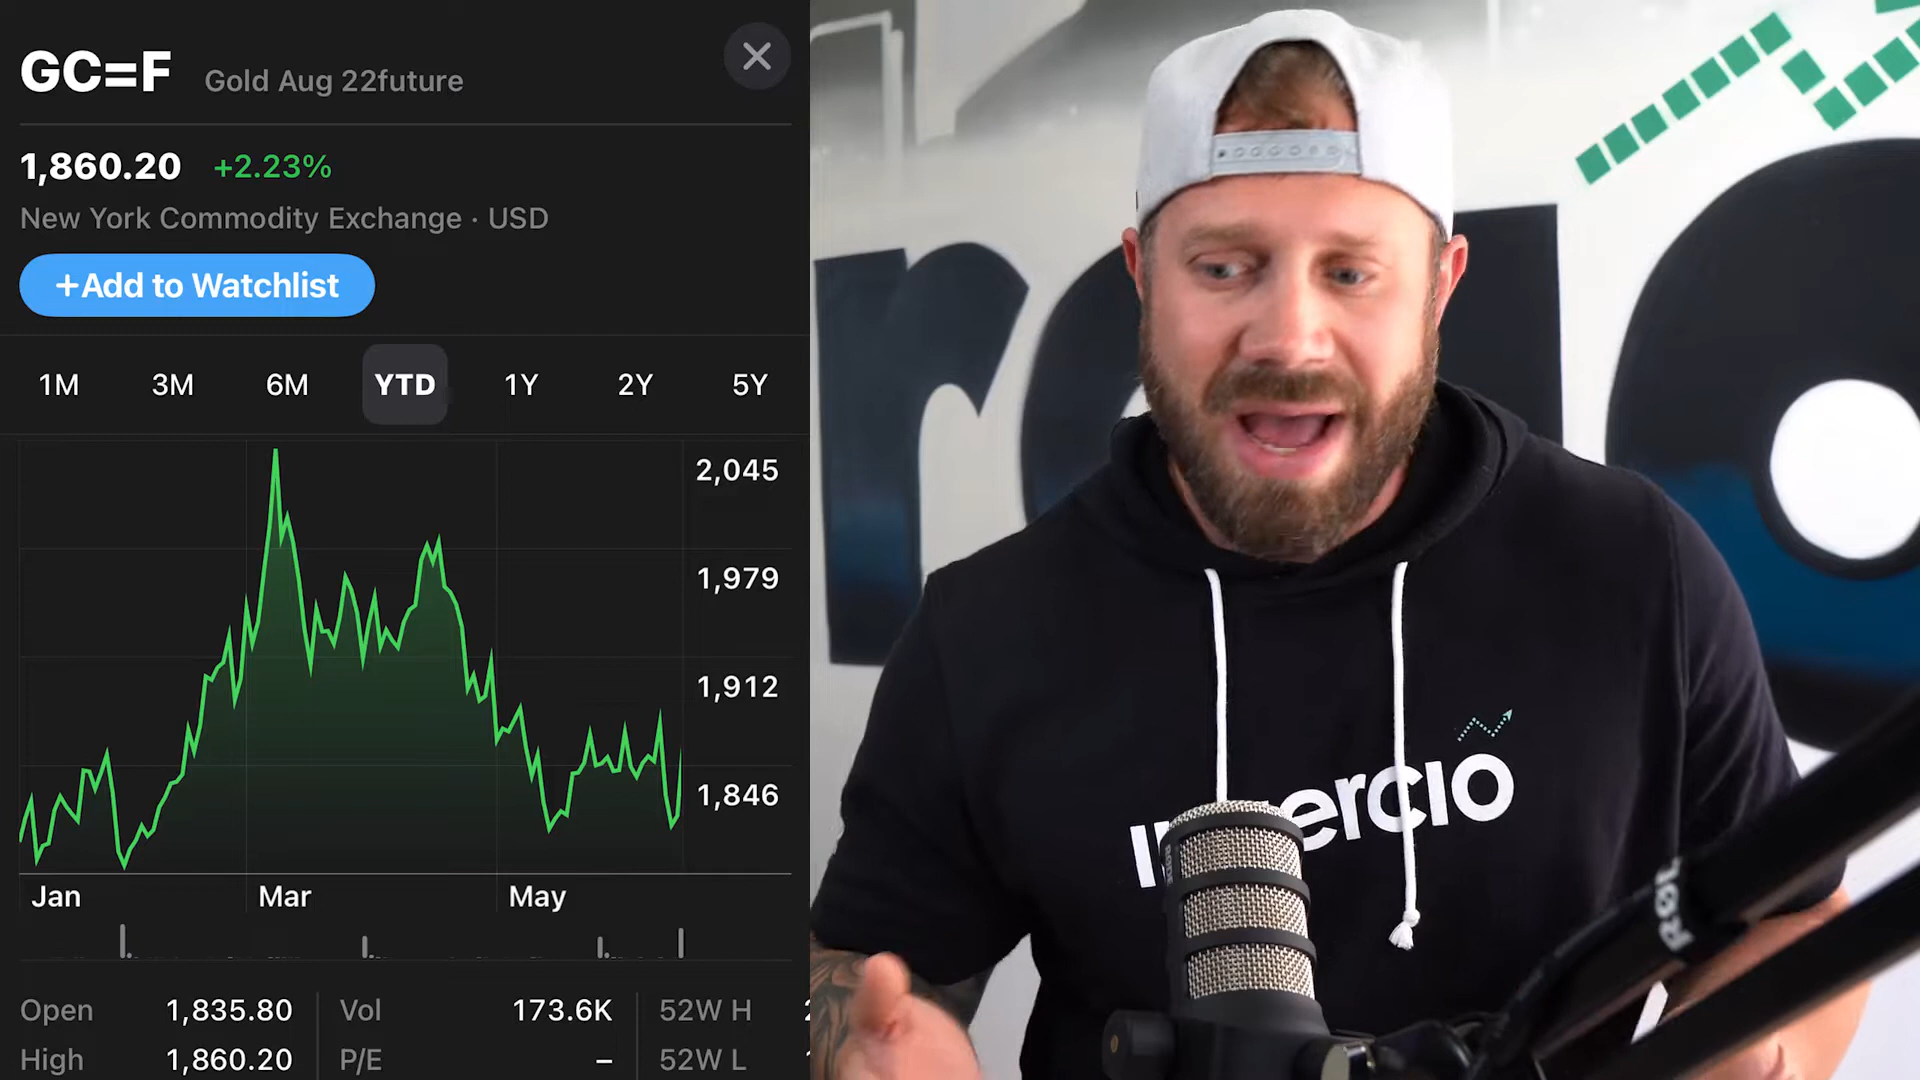 GC=F Gold Aug 22future
1,860.20 +2.23%
New York Commodity Exchange · USD
+Add to Watchlist
1M 3M 6M YTD 1Y 2Y 5Y
2,045
1,979
1,912
1,846
Jan Mar May
Open 1,835.80 Vol 173.6K 52W H
High 1,860.20 P/E – 52W L
ercio
RODE